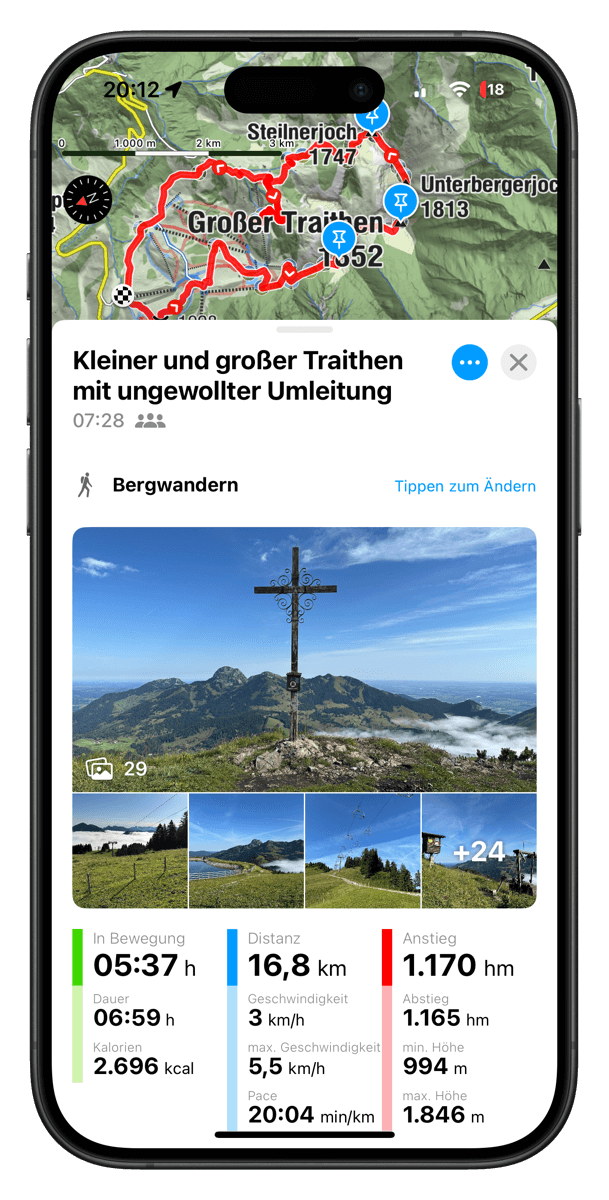 20:12
18
0 1.000 m 2 km 3 km
Steilnerjoch
1747
Unterbergerjoc
1813
Großer Traithen
1852
Kleiner und großer Traithen
mit ungewollter Umleitung
07:28
Bergwandern
Tippen zum Ändern
29
+24
In Bewegung
05:37 h
Dauer
06:59 h
Kalorien
2.696 kcal
Distanz
16,8 km
Geschwindigkeit
3 km/h
max. Geschwindigkeit
5,5 km/h
Pace
20:04 min/km
Anstieg
1.170 hm
Abstieg
1.165 hm
min. Höhe
994 m
max. Höhe
1.846 m